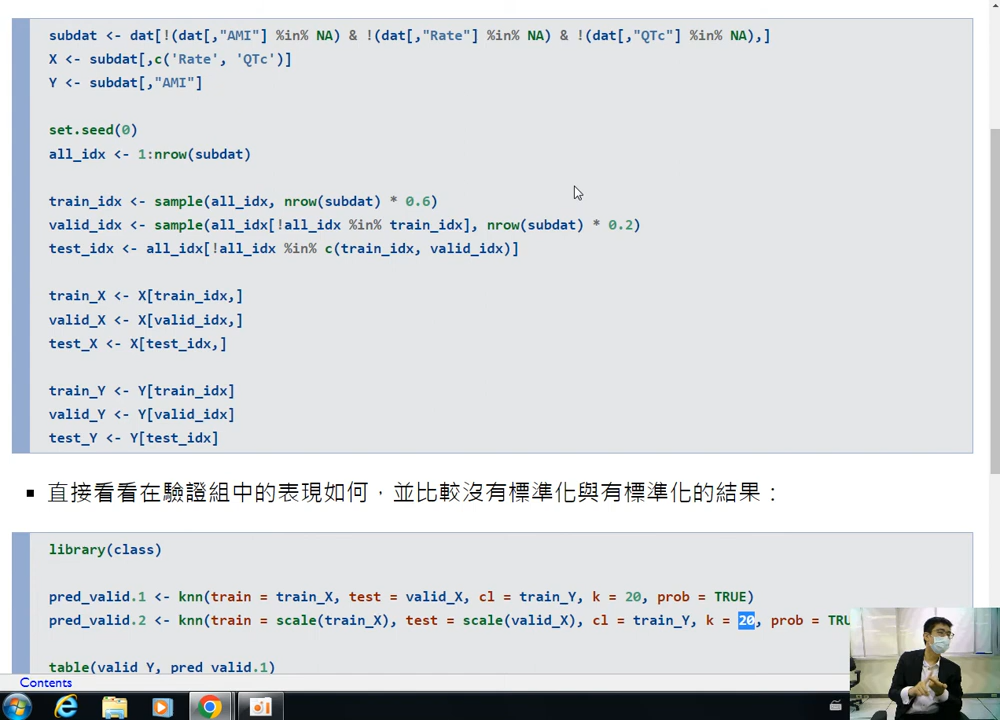 subdat <- dat[!(dat[,"AMI"] %in% NA) & !(dat[,"Rate"] %in% NA) & !(dat[,"QTc"] %in% NA),]
X <- subdat[,c('Rate', 'QTc')]
Y <- subdat[,"AMI"]
set.seed(0)
all_idx <- 1:nrow(subdat)
train_idx <- sample(all_idx, nrow(subdat) * 0.6)
valid_idx <- sample(all_idx[!all_idx %in% train_idx], nrow(subdat) * 0.2)
test_idx <- all_idx[!all_idx %in% c(train_idx, valid_idx)]
train_X <- X[train_idx,]
valid_X <- X[valid_idx,]
test_X <- X[test_idx,]
train_Y <- Y[train_idx]
valid_Y <- Y[valid_idx]
test_Y <- Y[test_idx]
▪ 直接看看在驗證組中的表現如何，並比較沒有標準化與有標準化的結果：
library(class)
pred_valid.1 <- knn(train = train_X, test = valid_X, cl = train_Y, k = 20, prob = TRUE)
pred_valid.2 <- knn(train = scale(train_X), test = scale(valid_X), cl = train_Y, k = 20, prob = TRU
table(valid_Y, pred_valid.1)
Contents